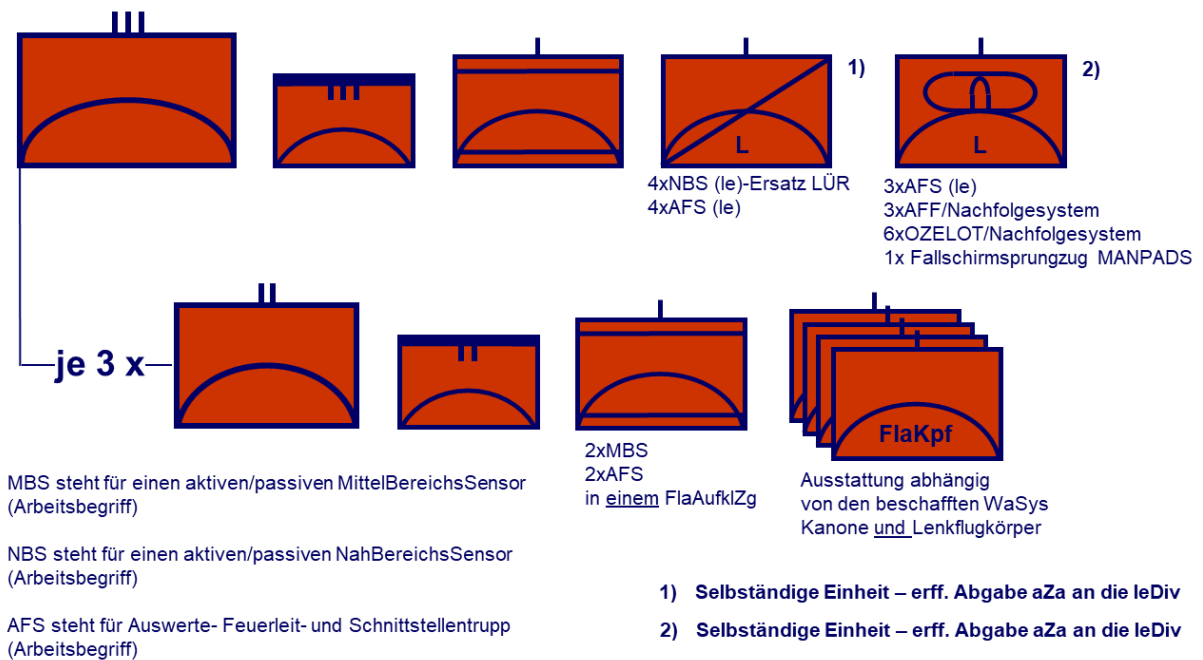 1)
2)
L
L
4xNBS (le)-Ersatz LÜR
4xAFS (le)
3xAFS (le)
3xAFF/Nachfolgesystem
6xOZELOT/Nachfolgesystem
1x Fallschirmsprungzug MANPADS
je 3 x
FlaKpf
2xMBS
2xAFS
in einem FlaAufklZg
Ausstattung abhängig
von den beschafften WaSys
Kanone und Lenkflugkörper
MBS steht für einen aktiven/passiven MittelBereichsSensor
(Arbeitsbegriff)
NBS steht für einen aktiven/passiven NahBereichsSensor
(Arbeitsbegriff)
AFS steht für Auswerte- Feuerleit- und Schnittstellentrupp
(Arbeitsbegriff)
1) Selbständige Einheit – erff. Abgabe aZa an die leDiv
2) Selbständige Einheit – erff. Abgabe aZa an die leDiv